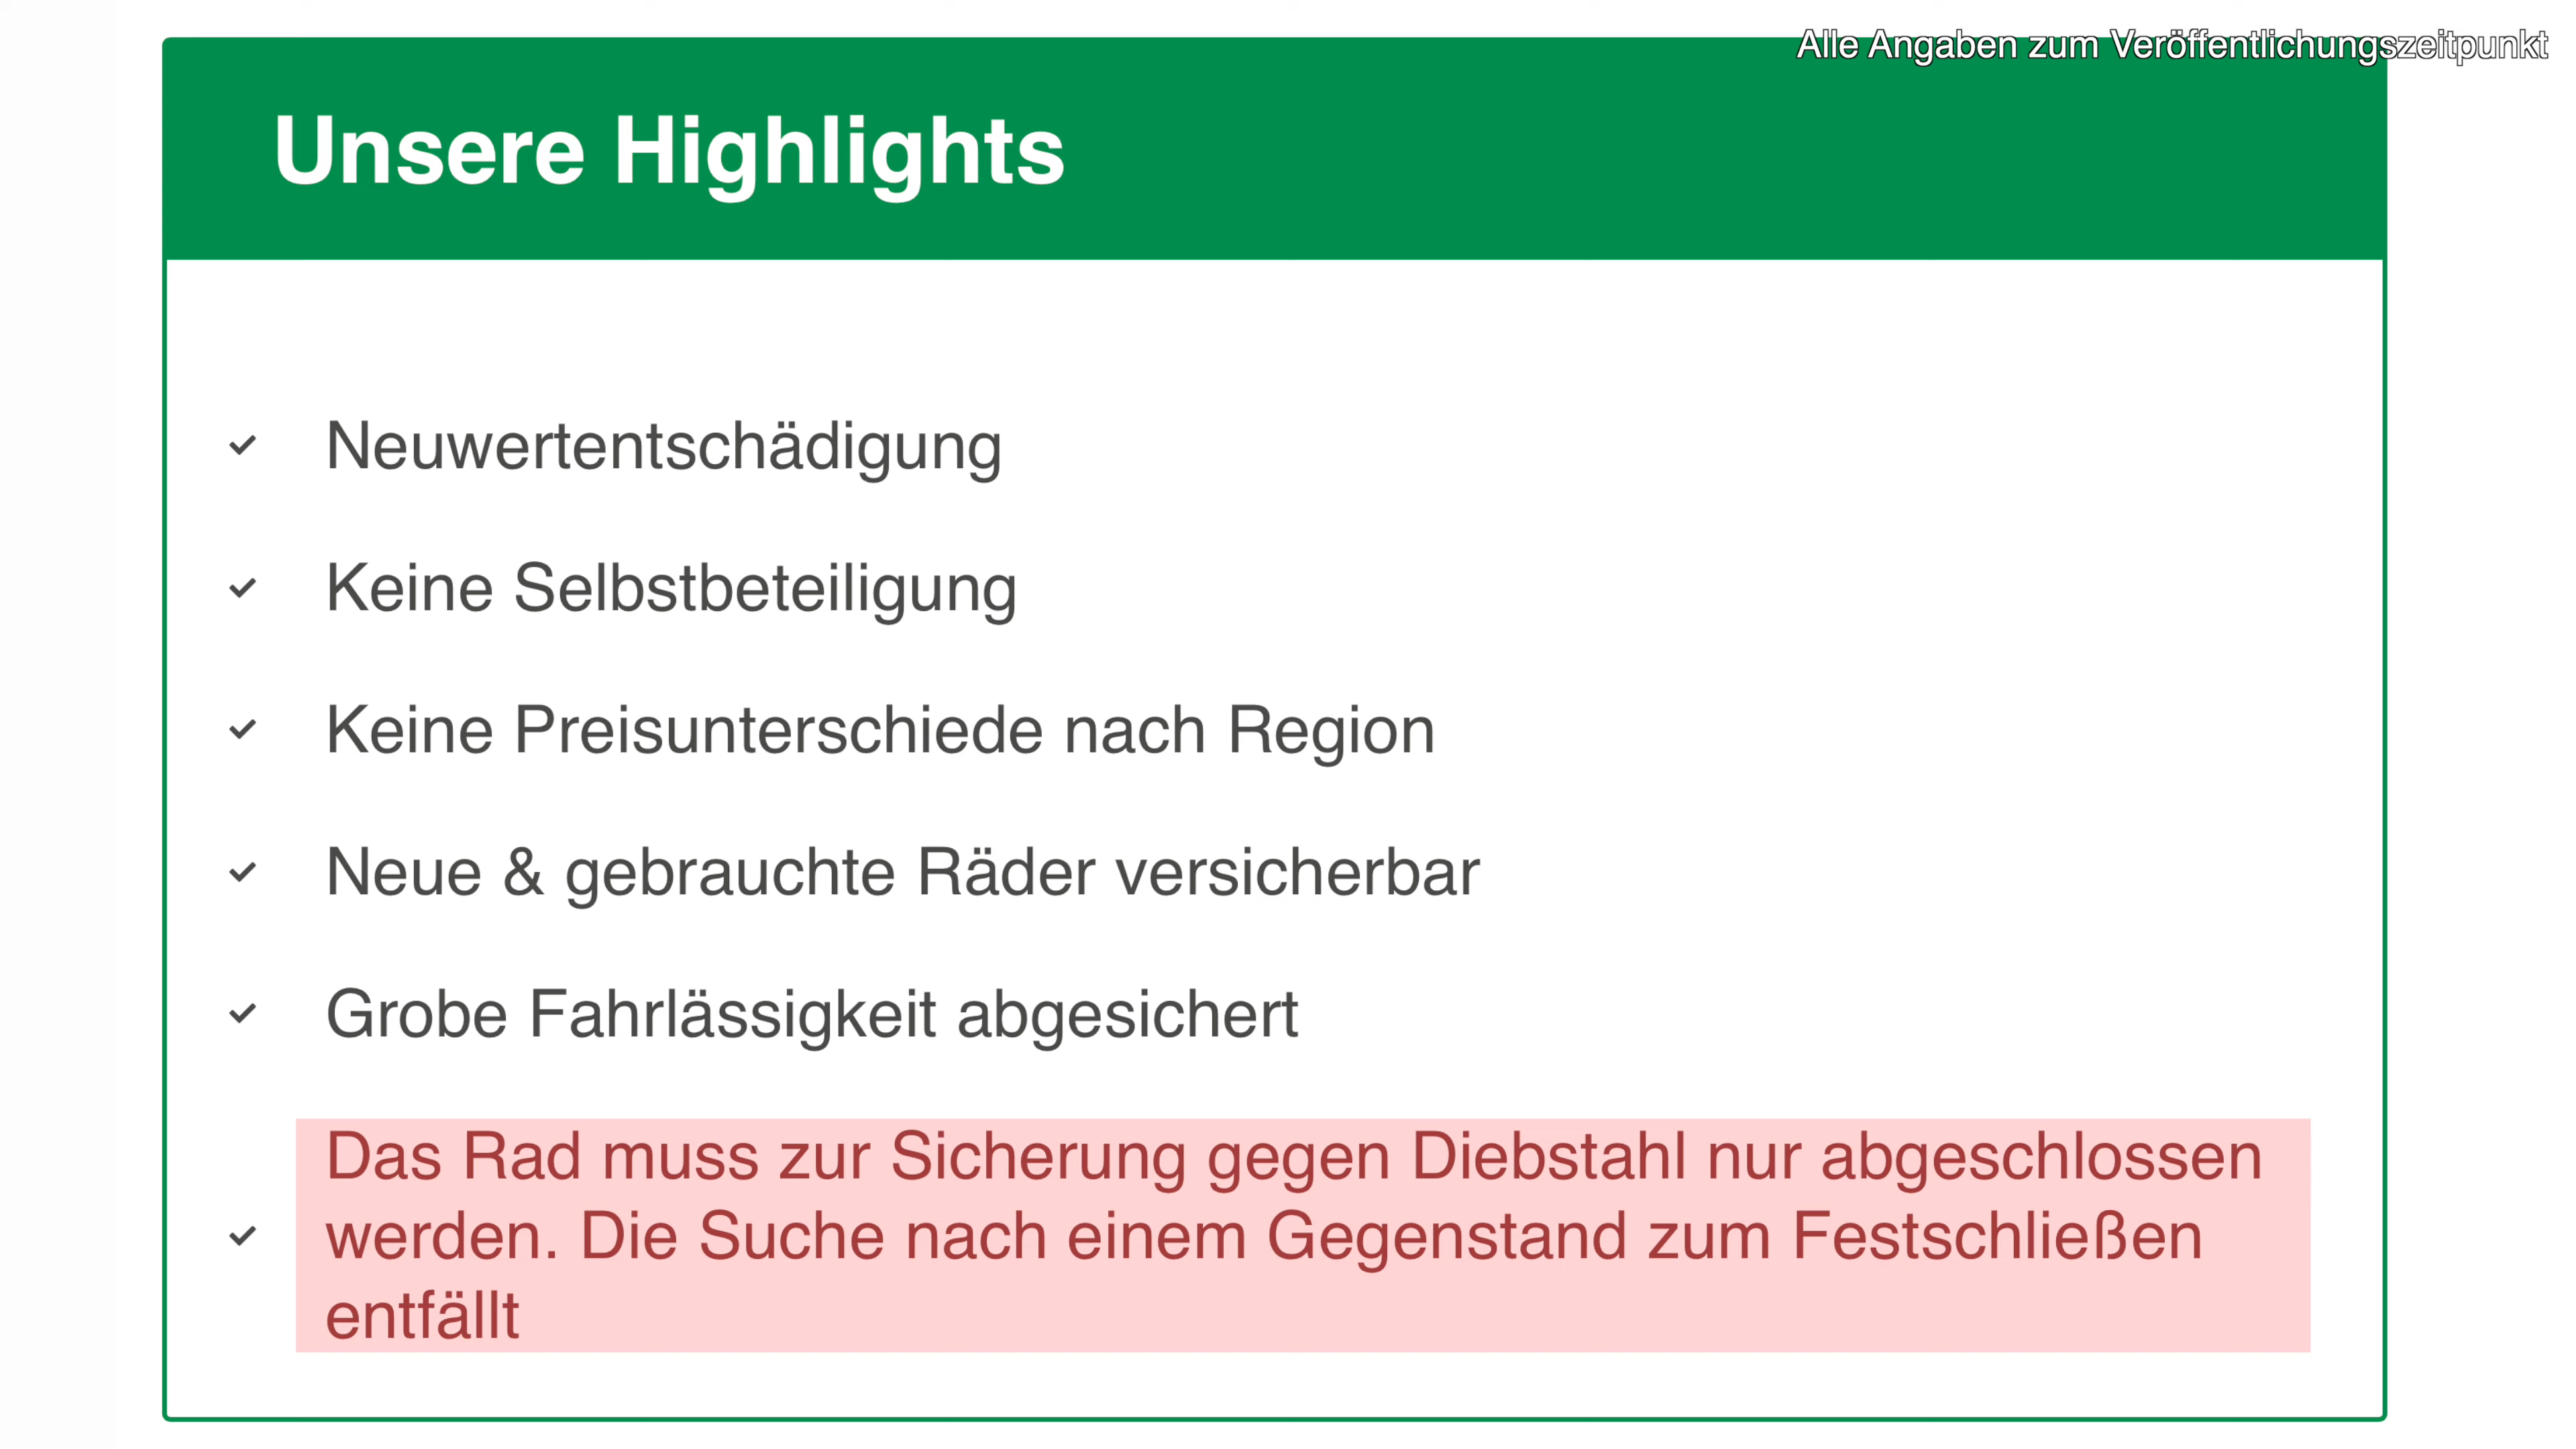 Alle Angaben zum Veröffentlichungszeitpunkt
Unsere Highlights
Neuwertentschädigung
Keine Selbstbeteiligung
Keine Preisunterschiede nach Region
Neue & gebrauchte Räder versicherbar
Grobe Fahrlässigkeit abgesichert
Das Rad muss zur Sicherung gegen Diebstahl nur abgeschlossen
werden. Die Suche nach einem Gegenstand zum Festschließen
entfällt